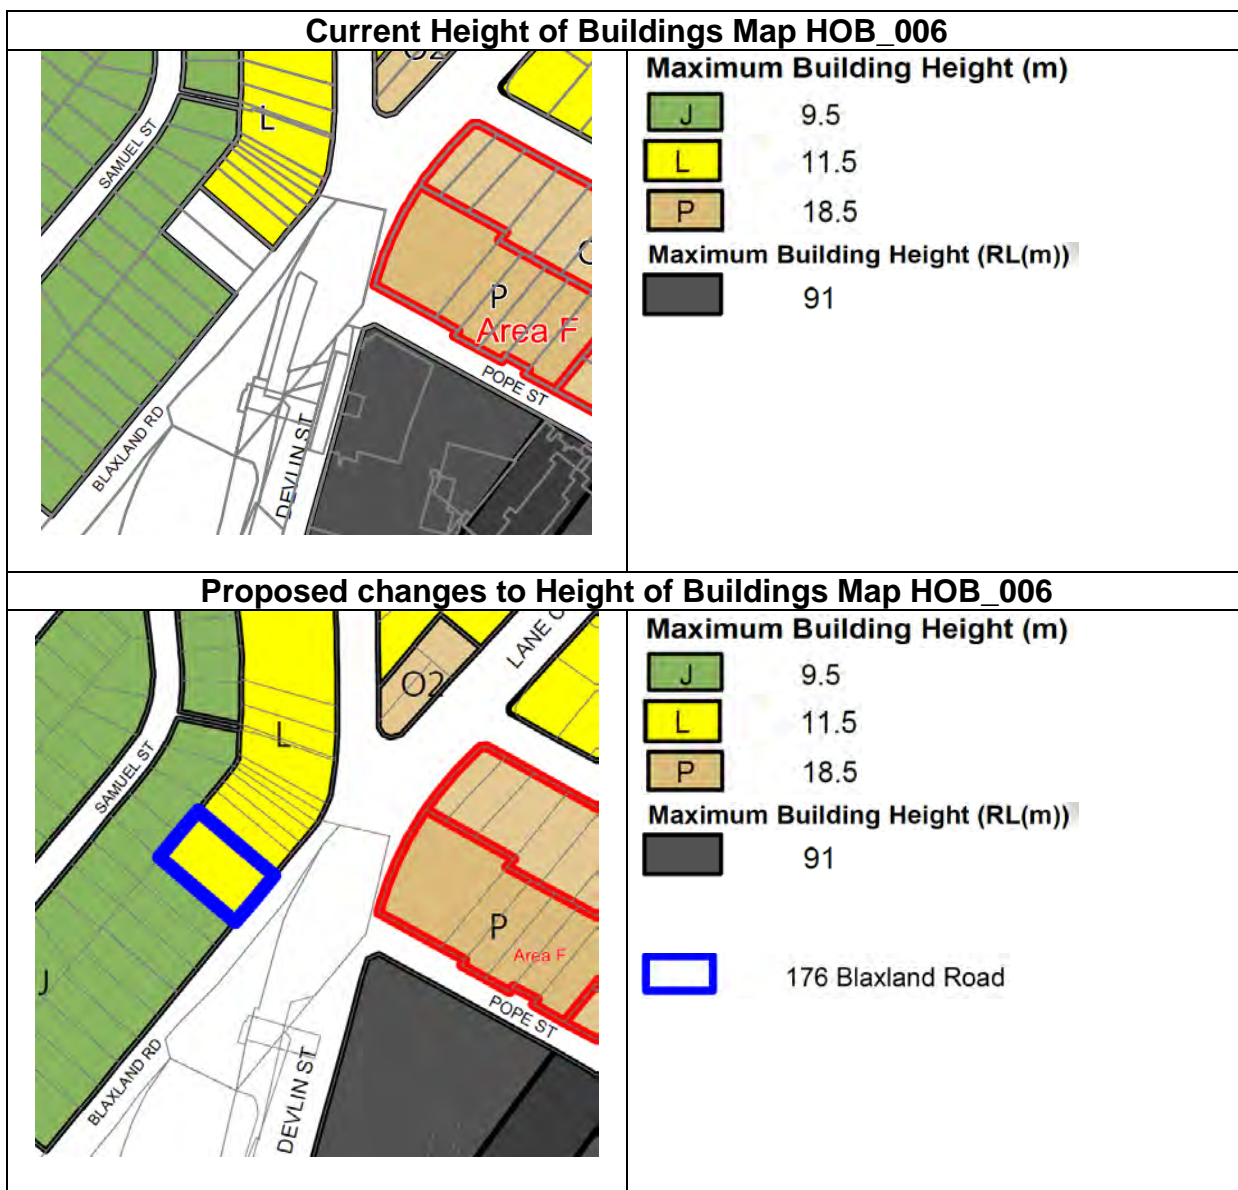 Current Height of Buildings Map HOB_006
O2
L
SAMUEL ST
P
Area F
POPE ST
BLAXLAND RD
DEVLIN ST
Maximum Building Height (m)
J 9.5
L 11.5
P 18.5
Maximum Building Height (RL(m))
91
Proposed changes to Height of Buildings Map HOB_006
O2
L
SAMUEL ST
J
P
Area F
POPE ST
BLAXLAND RD
DEVLIN ST
Maximum Building Height (m)
J 9.5
L 11.5
P 18.5
Maximum Building Height (RL(m))
91
176 Blaxland Road